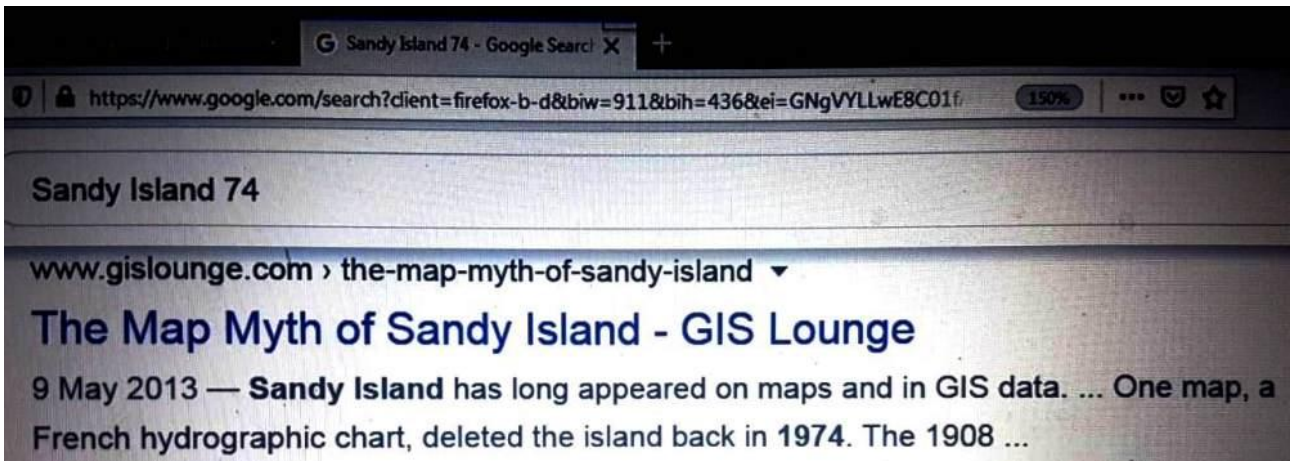 G Sandy Island 74 - Google Search
https://www.google.com/search?client=firefox-b-d&biw=911&bih=436&ei=GNgVYLLwE8C01f
150%
Sandy Island 74
www.gislounge.com › the-map-myth-of-sandy-island
The Map Myth of Sandy Island - GIS Lounge
9 May 2013 — Sandy Island has long appeared on maps and in GIS data. ... One map, a
French hydrographic chart, deleted the island back in 1974. The 1908 ...